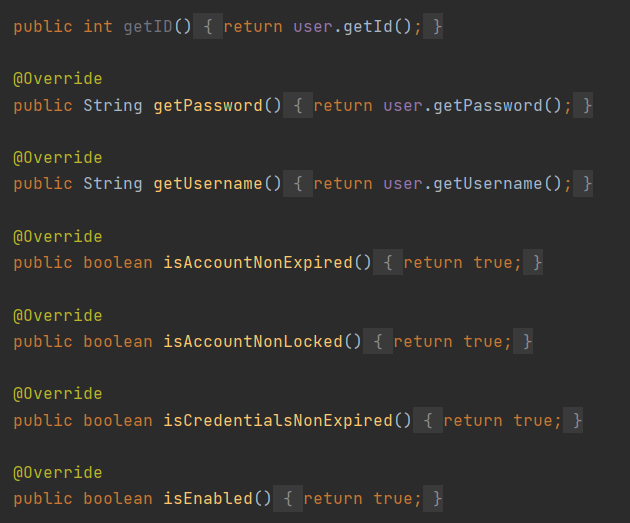 public int getID() { return user.getId(); }
@Override
public String getPassword() { return user.getPassword(); }
@Override
public String getUsername() { return user.getUsername(); }
@Override
public boolean isAccountNonExpired() { return true; }
@Override
public boolean isAccountNonLocked() { return true; }
@Override
public boolean isCredentialsNonExpired() { return true; }
@Override
public boolean isEnabled() { return true; }